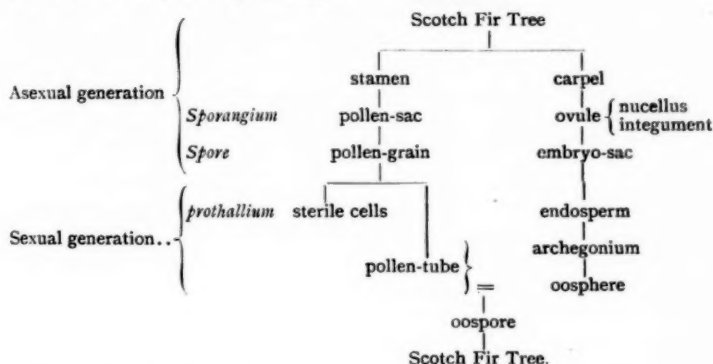 Scotch Fir Tree
stamen carpel
Asexual generation
Sporangium pollen-sac ovule { nucellus
integument
Spore pollen-grain embryo-sac
prothallium sterile cells endosperm
Sexual generation..
archegonium
pollen-tube }
oosphere
=
oospore
Scotch Fir Tree.